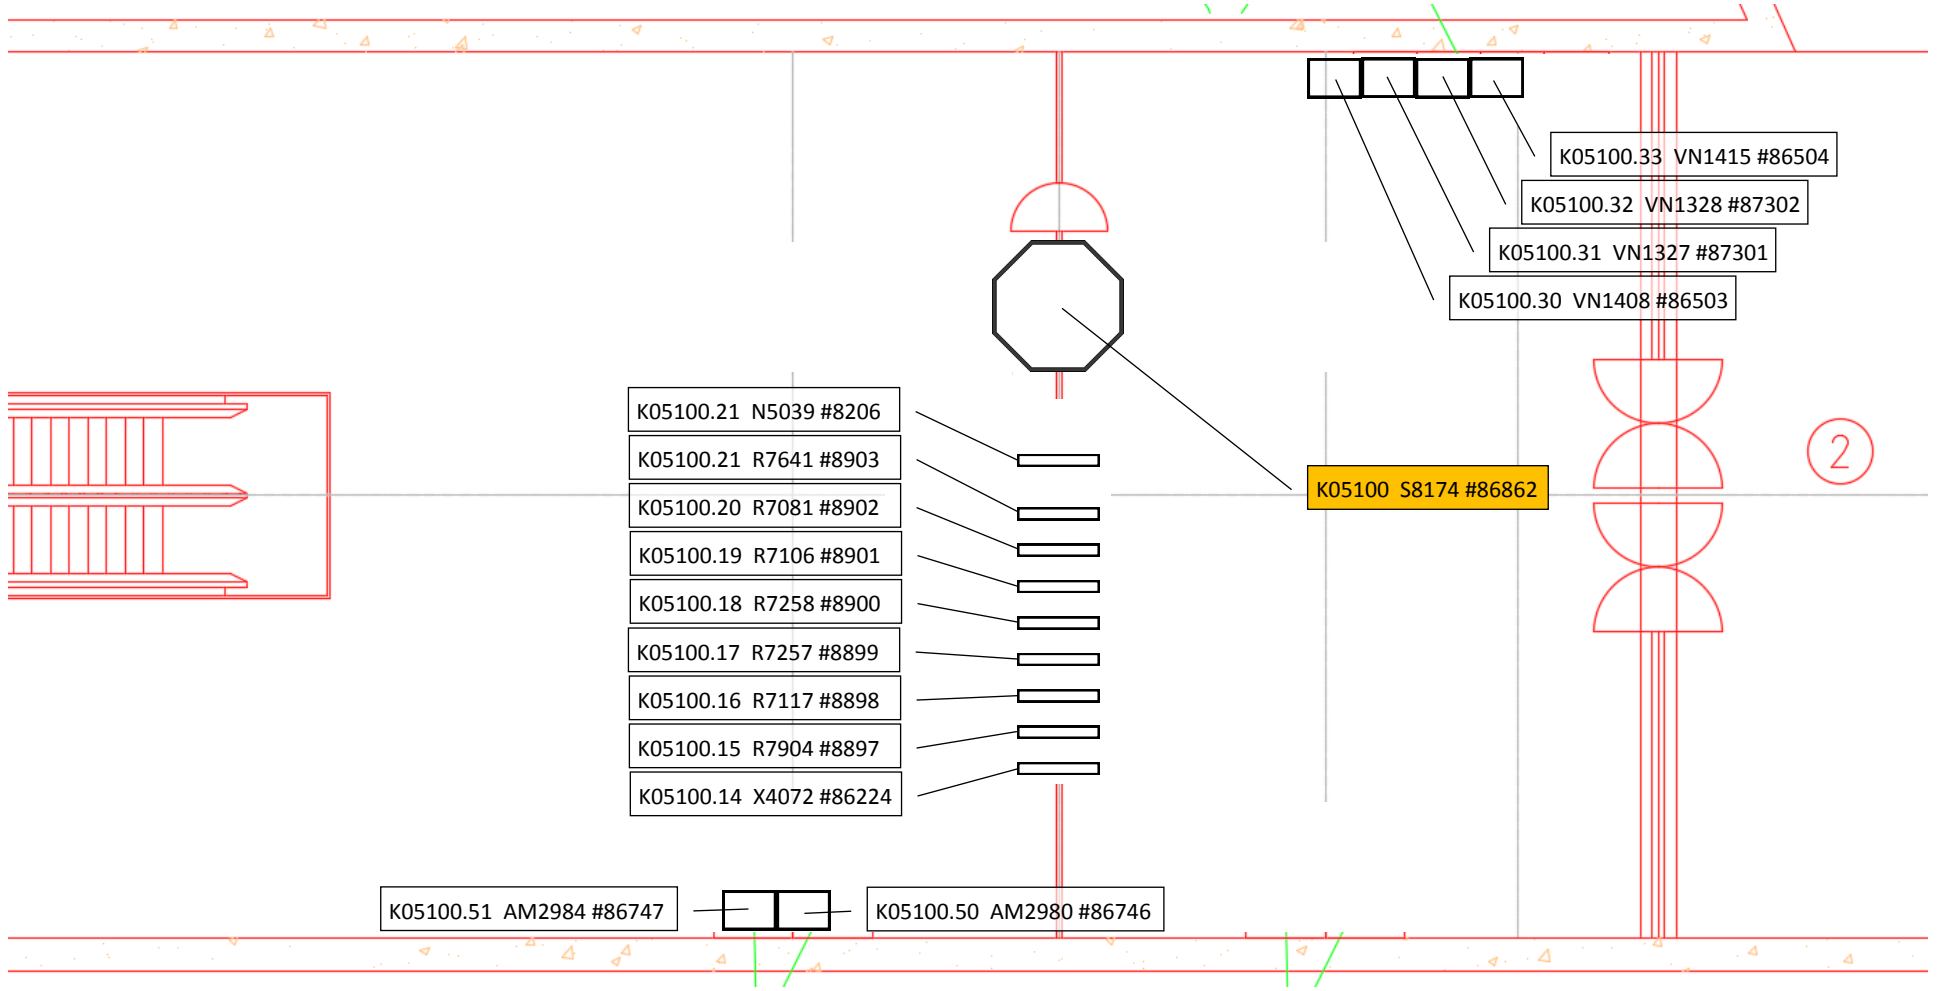 K05100.33 VN1415 #86504
K05100.32 VN1328 #87302
K05100.31 VN1327 #87301
K05100.30 VN1408 #86503
K05100.21 N5039 #8206
K05100.21 R7641 #8903
K05100.20 R7081 #8902
K05100.19 R7106 #8901
K05100.18 R7258 #8900
K05100.17 R7257 #8899
K05100.16 R7117 #8898
K05100.15 R7904 #8897
K05100.14 X4072 #86224
K05100 S8174 #86862
2
K05100.51 AM2984 #86747
K05100.50 AM2980 #86746